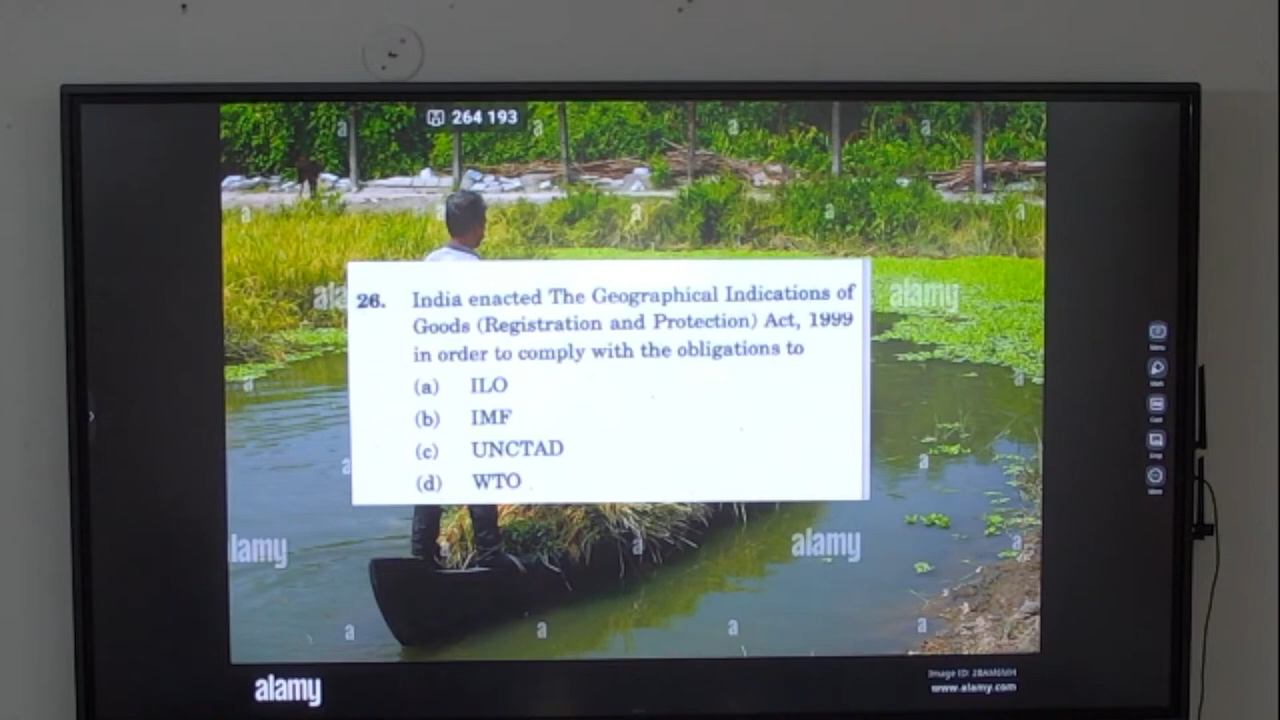 264 193
26. India enacted The Geographical Indications of
Goods (Registration and Protection) Act, 1999
in order to comply with the obligations to
(a) ILO
(b) IMF
(c) UNCTAD
(d) WTO
alamy
alamy
lamy
alamy
alamy
www.alamy.com